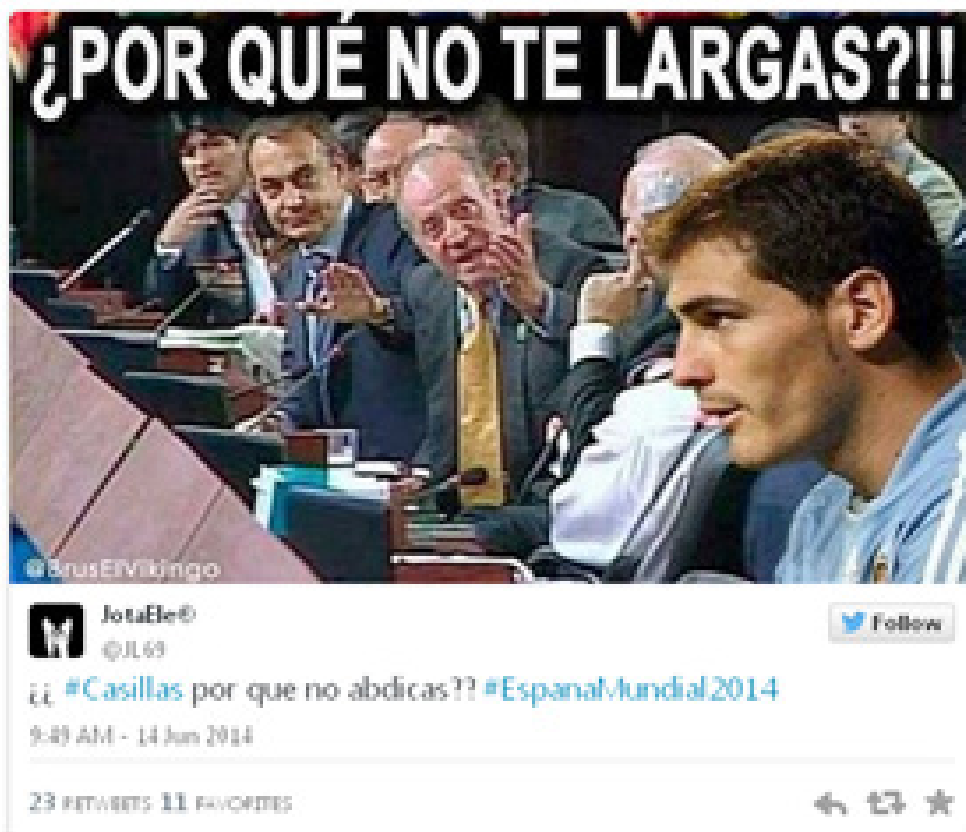 ¿POR QUÉ NO TE LARGAS?!!
@BrusElVikingo
JotaEle©
@JL69
Follow
¡¡ #Casillas por que no abdicas?? #EspanaMundial2014
9:49 AM - 14 Jun 2014
23 RETWEETS 11 FAVORITES